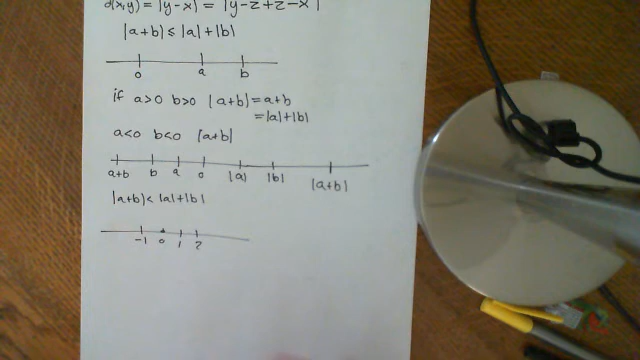 d(x,y) = |y-x| = |y-z+z-x|
|a+b| ≤ |a|+|b|
0 a b
if a>0 b>0 |a+b| = a+b
= |a|+|b|
a<0 b<0 |a+b|
a+b b a 0 |a| |b| |a+b|
|a+b| < |a|+|b|
-1 0 1 2